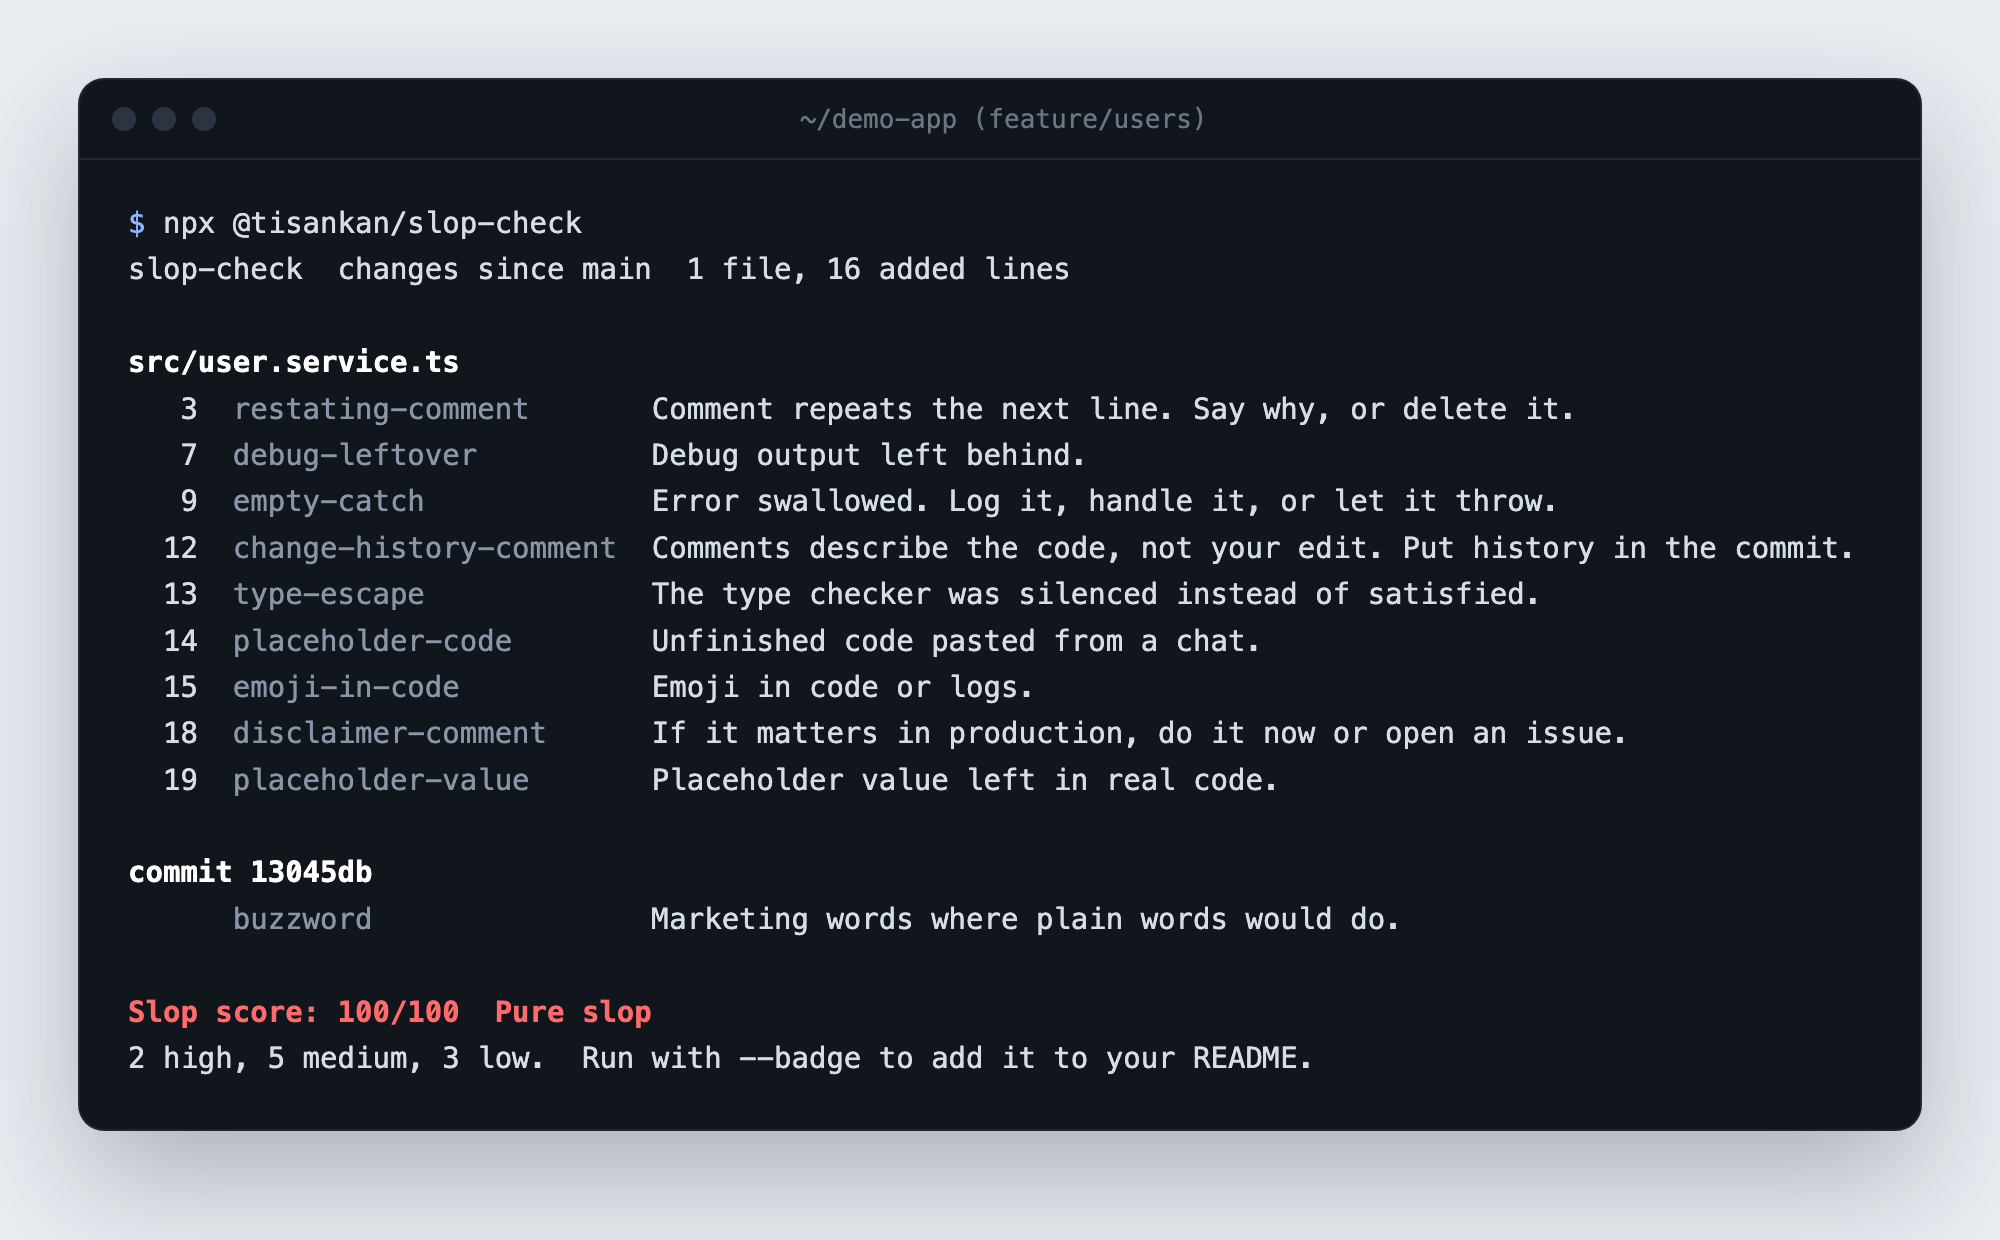 ~/demo-app (feature/users)
$ npx @tisankan/slop-check
slop-check  changes since main  1 file, 16 added lines
src/user.service.ts
3  restating-comment  Comment repeats the next line. Say why, or delete it.
7  debug-leftover  Debug output left behind.
9  empty-catch  Error swallowed. Log it, handle it, or let it throw.
12  change-history-comment  Comments describe the code, not your edit. Put history in the commit.
13  type-escape  The type checker was silenced instead of satisfied.
14  placeholder-code  Unfinished code pasted from a chat.
15  emoji-in-code  Emoji in code or logs.
18  disclaimer-comment  If it matters in production, do it now or open an issue.
19  placeholder-value  Placeholder value left in real code.
commit 13045db
buzzword  Marketing words where plain words would do.
Slop score: 100/100  Pure slop
2 high, 5 medium, 3 low.  Run with --badge to add it to your README.